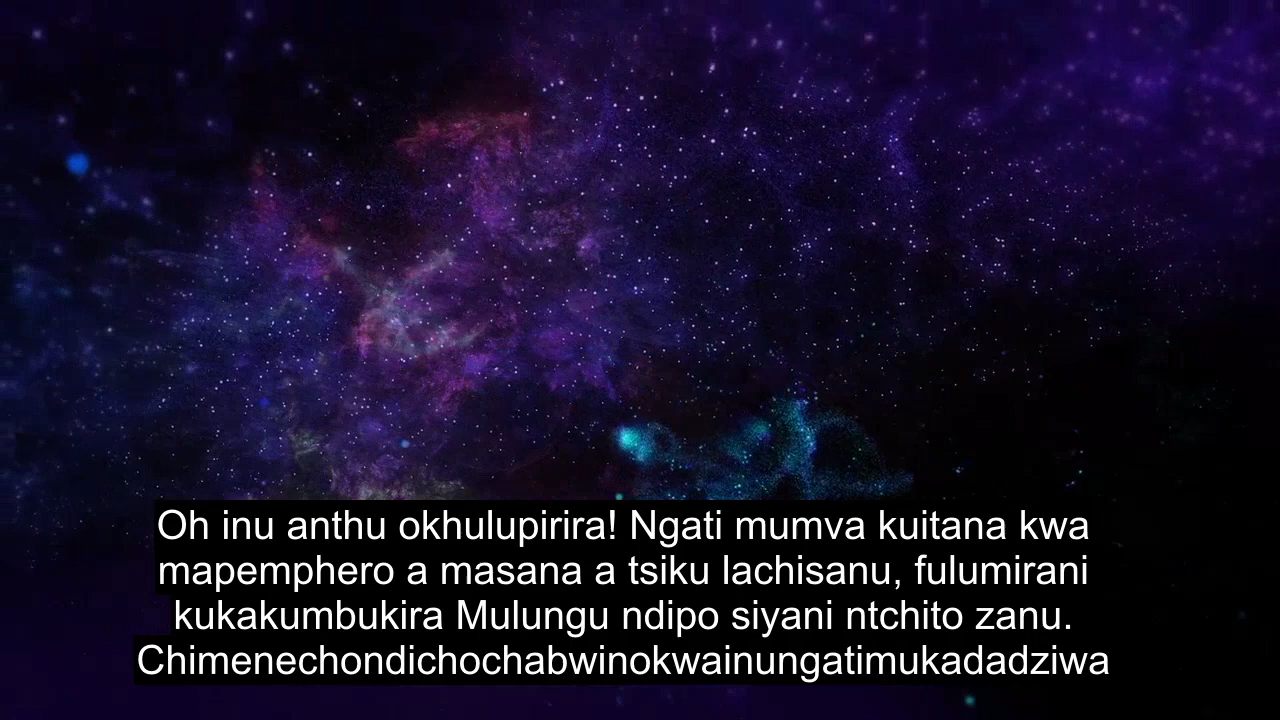 Oh inu anthu okhulupirira! Ngati mumva kuitana kwa
mapemphero a masana a tsiku lachisanu, fulumirani
kukakumbukira Mulungu ndipo siyani ntchito zanu.
Chimenechondichochabwinokwainungatimukadadziwa